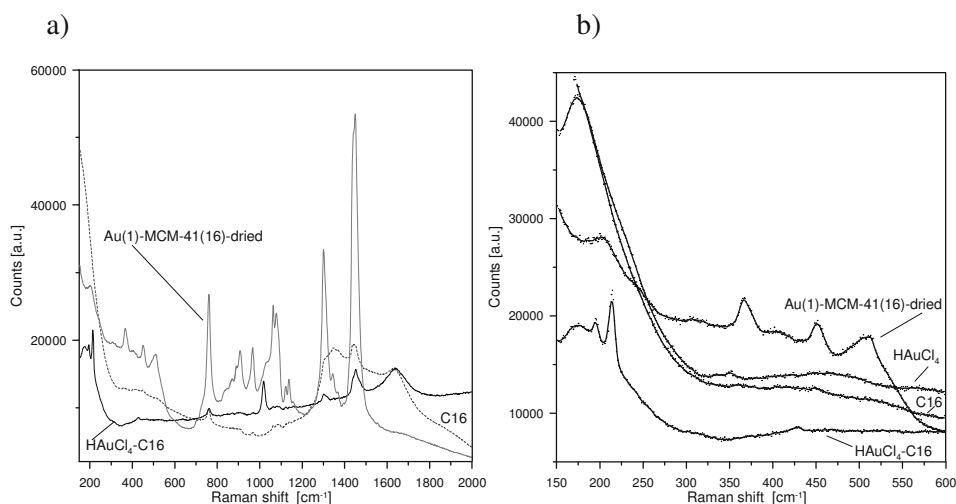 a)
60000
40000
20000
Counts [a.u.]
Au(1)-MCM-41(16)-dried
C16
HAuCl₄-C16
200 400 600 800 1000 1200 1400 1600 1800 2000
Raman shift [cm⁻¹]
b)
40000
30000
20000
10000
Counts [a.u.]
Au(1)-MCM-41(16)-dried
HAuCl₄
C16
HAuCl₄-C16
150 200 250 300 350 400 450 500 550 600
Raman shift [cm⁻¹]